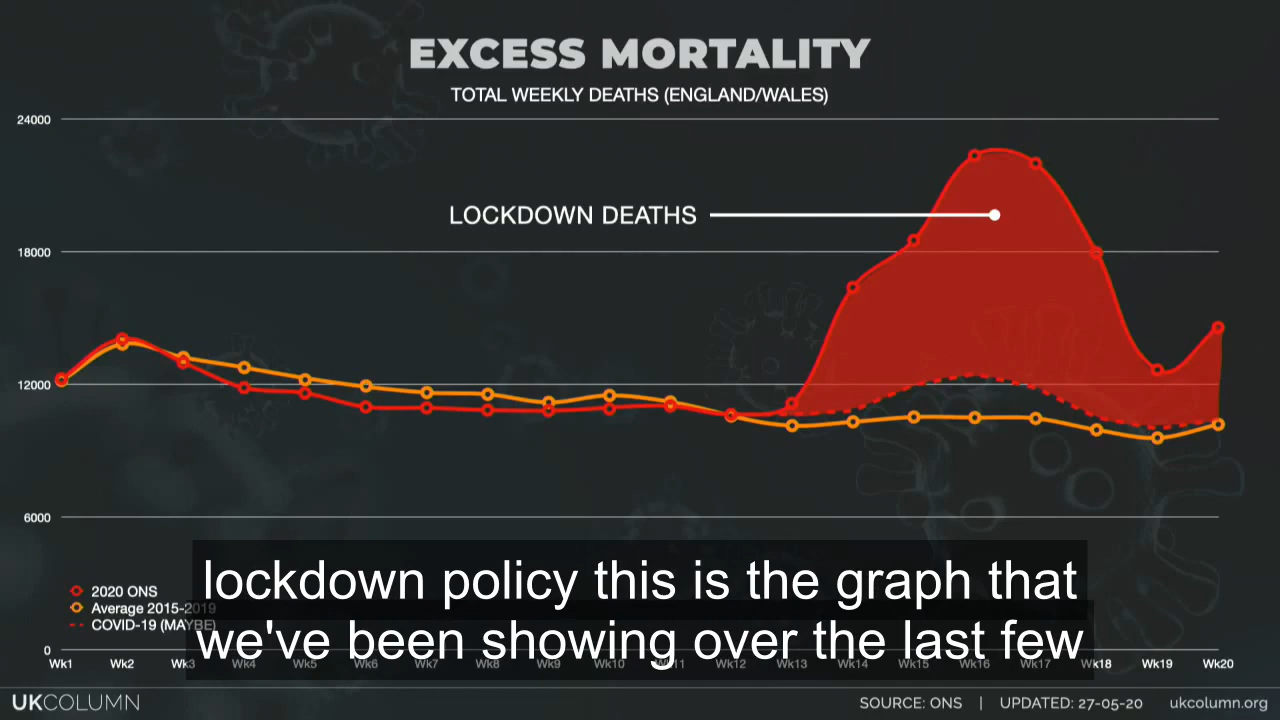 EXCESS MORTALITY
TOTAL WEEKLY DEATHS (ENGLAND/WALES)
24000
LOCKDOWN DEATHS
18000
12000
6000
lockdown policy this is the graph that
we've been showing over the last few
2020 ONS
Average 2015-2019
COVID-19 (MAYBE)
0
Wk1 Wk2 Wk3 Wk4 Wk5 Wk6 Wk7 Wk8 Wk9 Wk10 Wk11 Wk12 Wk13 Wk14 Wk15 Wk16 Wk17 Wk18 Wk19 Wk20
UKCOLUMN SOURCE: ONS | UPDATED: 27-05-20 ukcolumn.org